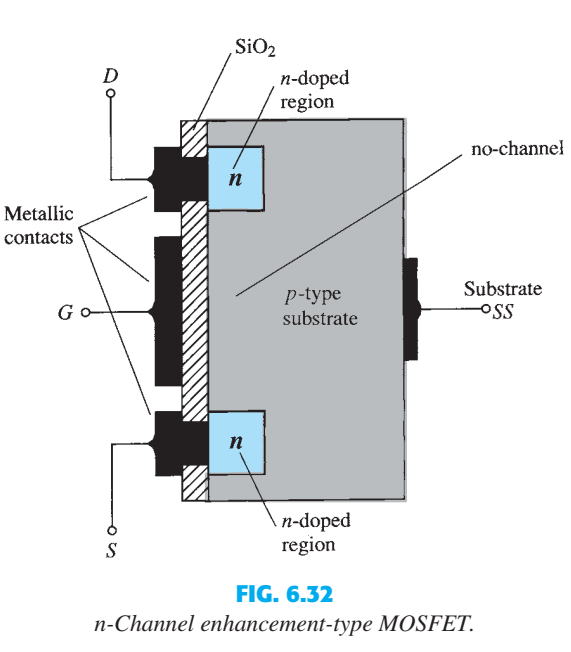 SiO₂
D
n-doped
region
n
no-channel
Metallic
contacts
p-type
substrate
Substrate
SS
G
n
n-doped
region
S
FIG. 6.32
n-Channel enhancement-type MOSFET.